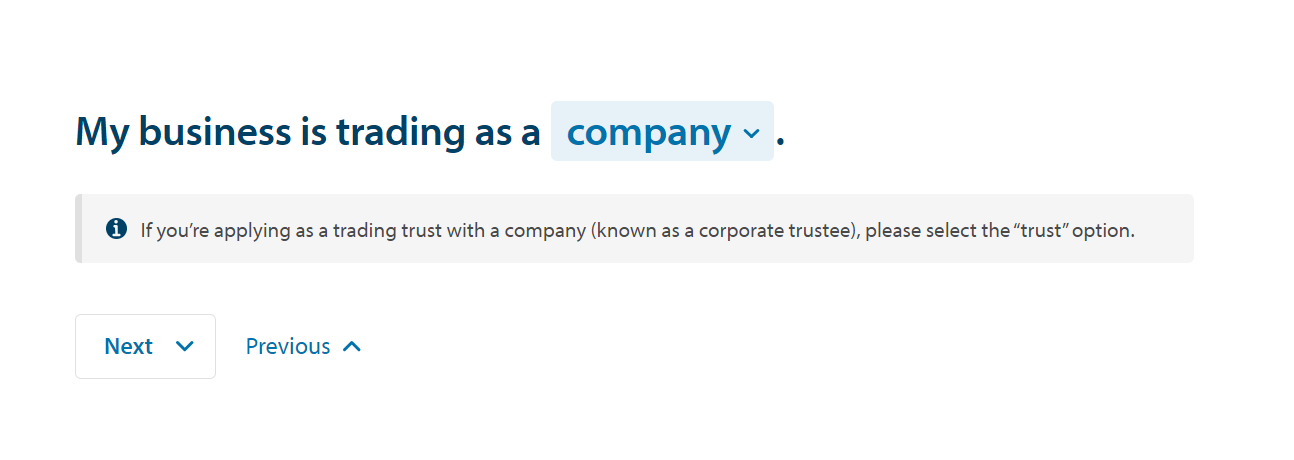 My business is trading as a company.
If you’re applying as a trading trust with a company (known as a corporate trustee), please select the “trust” option.
Next Previous